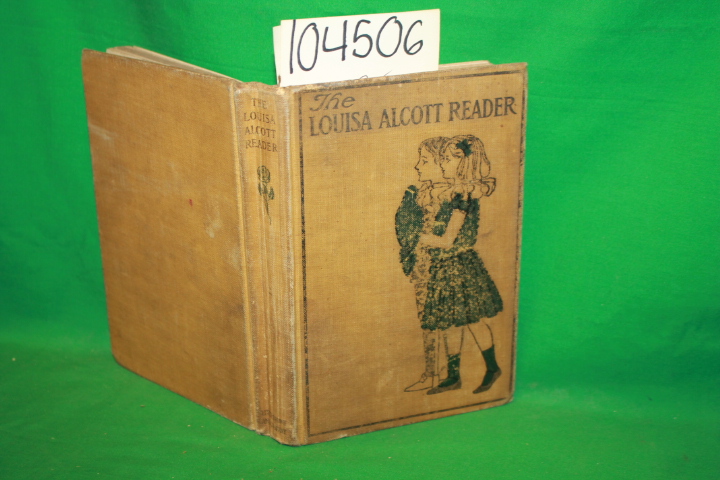 104506
The
LOUISA ALCOTT READER
THE
LOUISA
ALCOTT
READER